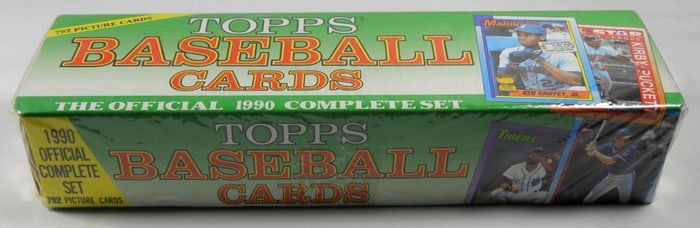 792 PICTURE CARDS
TOPPS
BASEBALL
CARDS
THE OFFICIAL 1990 COMPLETE SET
MARINERS
KEN GRIFFEY, JR.
KIRBY PUCKETT
1990
OFFICIAL
COMPLETE
SET
792 PICTURE CARDS
TOPPS
BASEBALL
CARDS
TIGERS